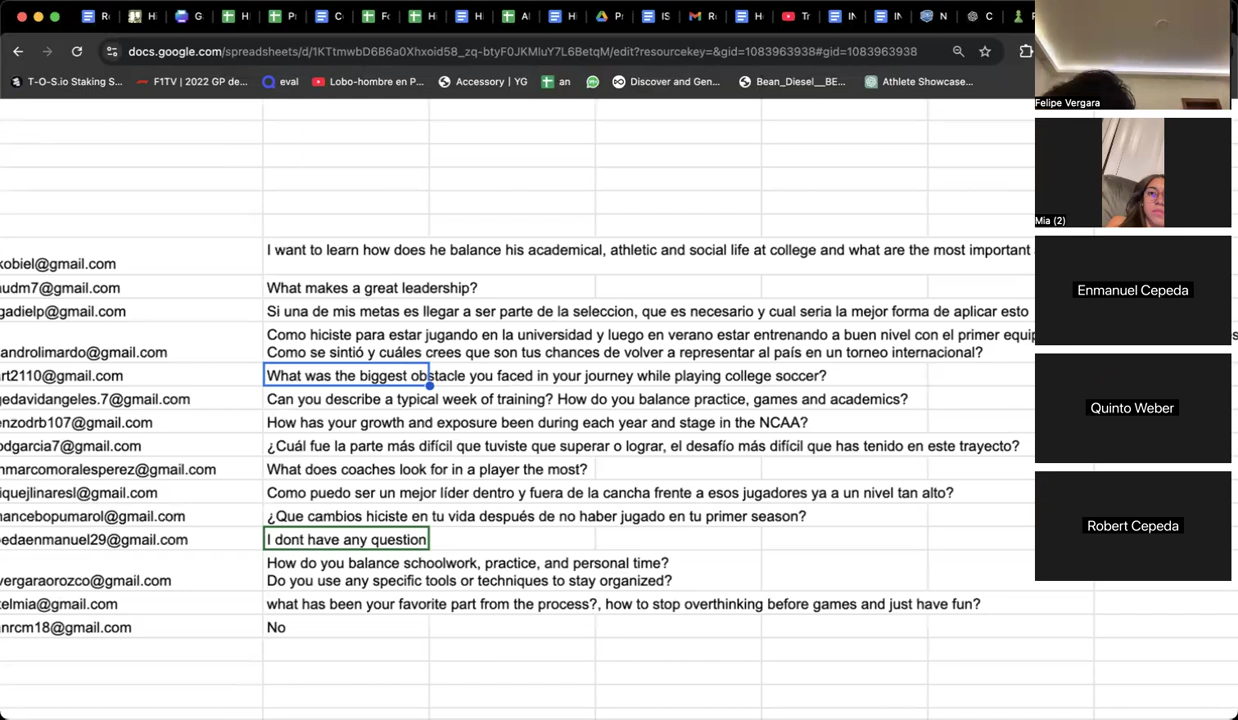 docs.google.com/spreadsheets/d/1KTtmwbD6B6a0Xhxoid58_zq-btyF0JKMluY7L6BetqM/edit?resourcekey=&gid=1083963938#gid=1083963938
T-O-S.io Staking S...
F1TV | 2022 GP de...
eval
Lobo-hombre en P...
Accessory | YG
an
Discover and Gen...
Bean_Diesel__BE...
Athlete Showcase...
kobiel@gmail.com
I want to learn how does he balance his academical, athletic and social life at college and what are the most important
audm7@gmail.com
What makes a great leadership?
gadielp@gmail.com
Si una de mis metas es llegar a ser parte de la seleccion, que es necesario y cual seria la mejor forma de aplicar esto
Como hiciste para estar jugando en la universidad y luego en verano estar entrenando a buen nivel con el primer equip
androlimardo@gmail.com
Como se sintió y cuáles crees que son tus chances de volver a representar al país en un torneo internacional?
rt2110@gmail.com
What was the biggest obstacle you faced in your journey while playing college soccer?
gedavidangeles.7@gmail.com
Can you describe a typical week of training? How do you balance practice, games and academics?
enzodrb107@gmail.com
How has your growth and exposure been during each year and stage in the NCAA?
odgarcia7@gmail.com
¿Cuál fue la parte más difícil que tuviste que superar o lograr, el desafío más difícil que has tenido en este trayecto?
nmarcomoralesperez@gmail.com
What does coaches look for in a player the most?
iquejlinaresl@gmail.com
Como puedo ser un mejor líder dentro y fuera de la cancha frente a esos jugadores ya a un nivel tan alto?
mancebopumarol@gmail.com
¿Que cambios hiciste en tu vida después de no haber jugado en tu primer season?
pedaenmanuel29@gmail.com
I dont have any question
How do you balance schoolwork, practice, and personal time?
vergaraorozco@gmail.com
Do you use any specific tools or techniques to stay organized?
telmia@gmail.com
what has been your favorite part from the process?, how to stop overthinking before games and just have fun?
anrcm18@gmail.com
No
Felipe Vergara
Mia (2)
Enmanuel Cepeda
Quinto Weber
Robert Cepeda